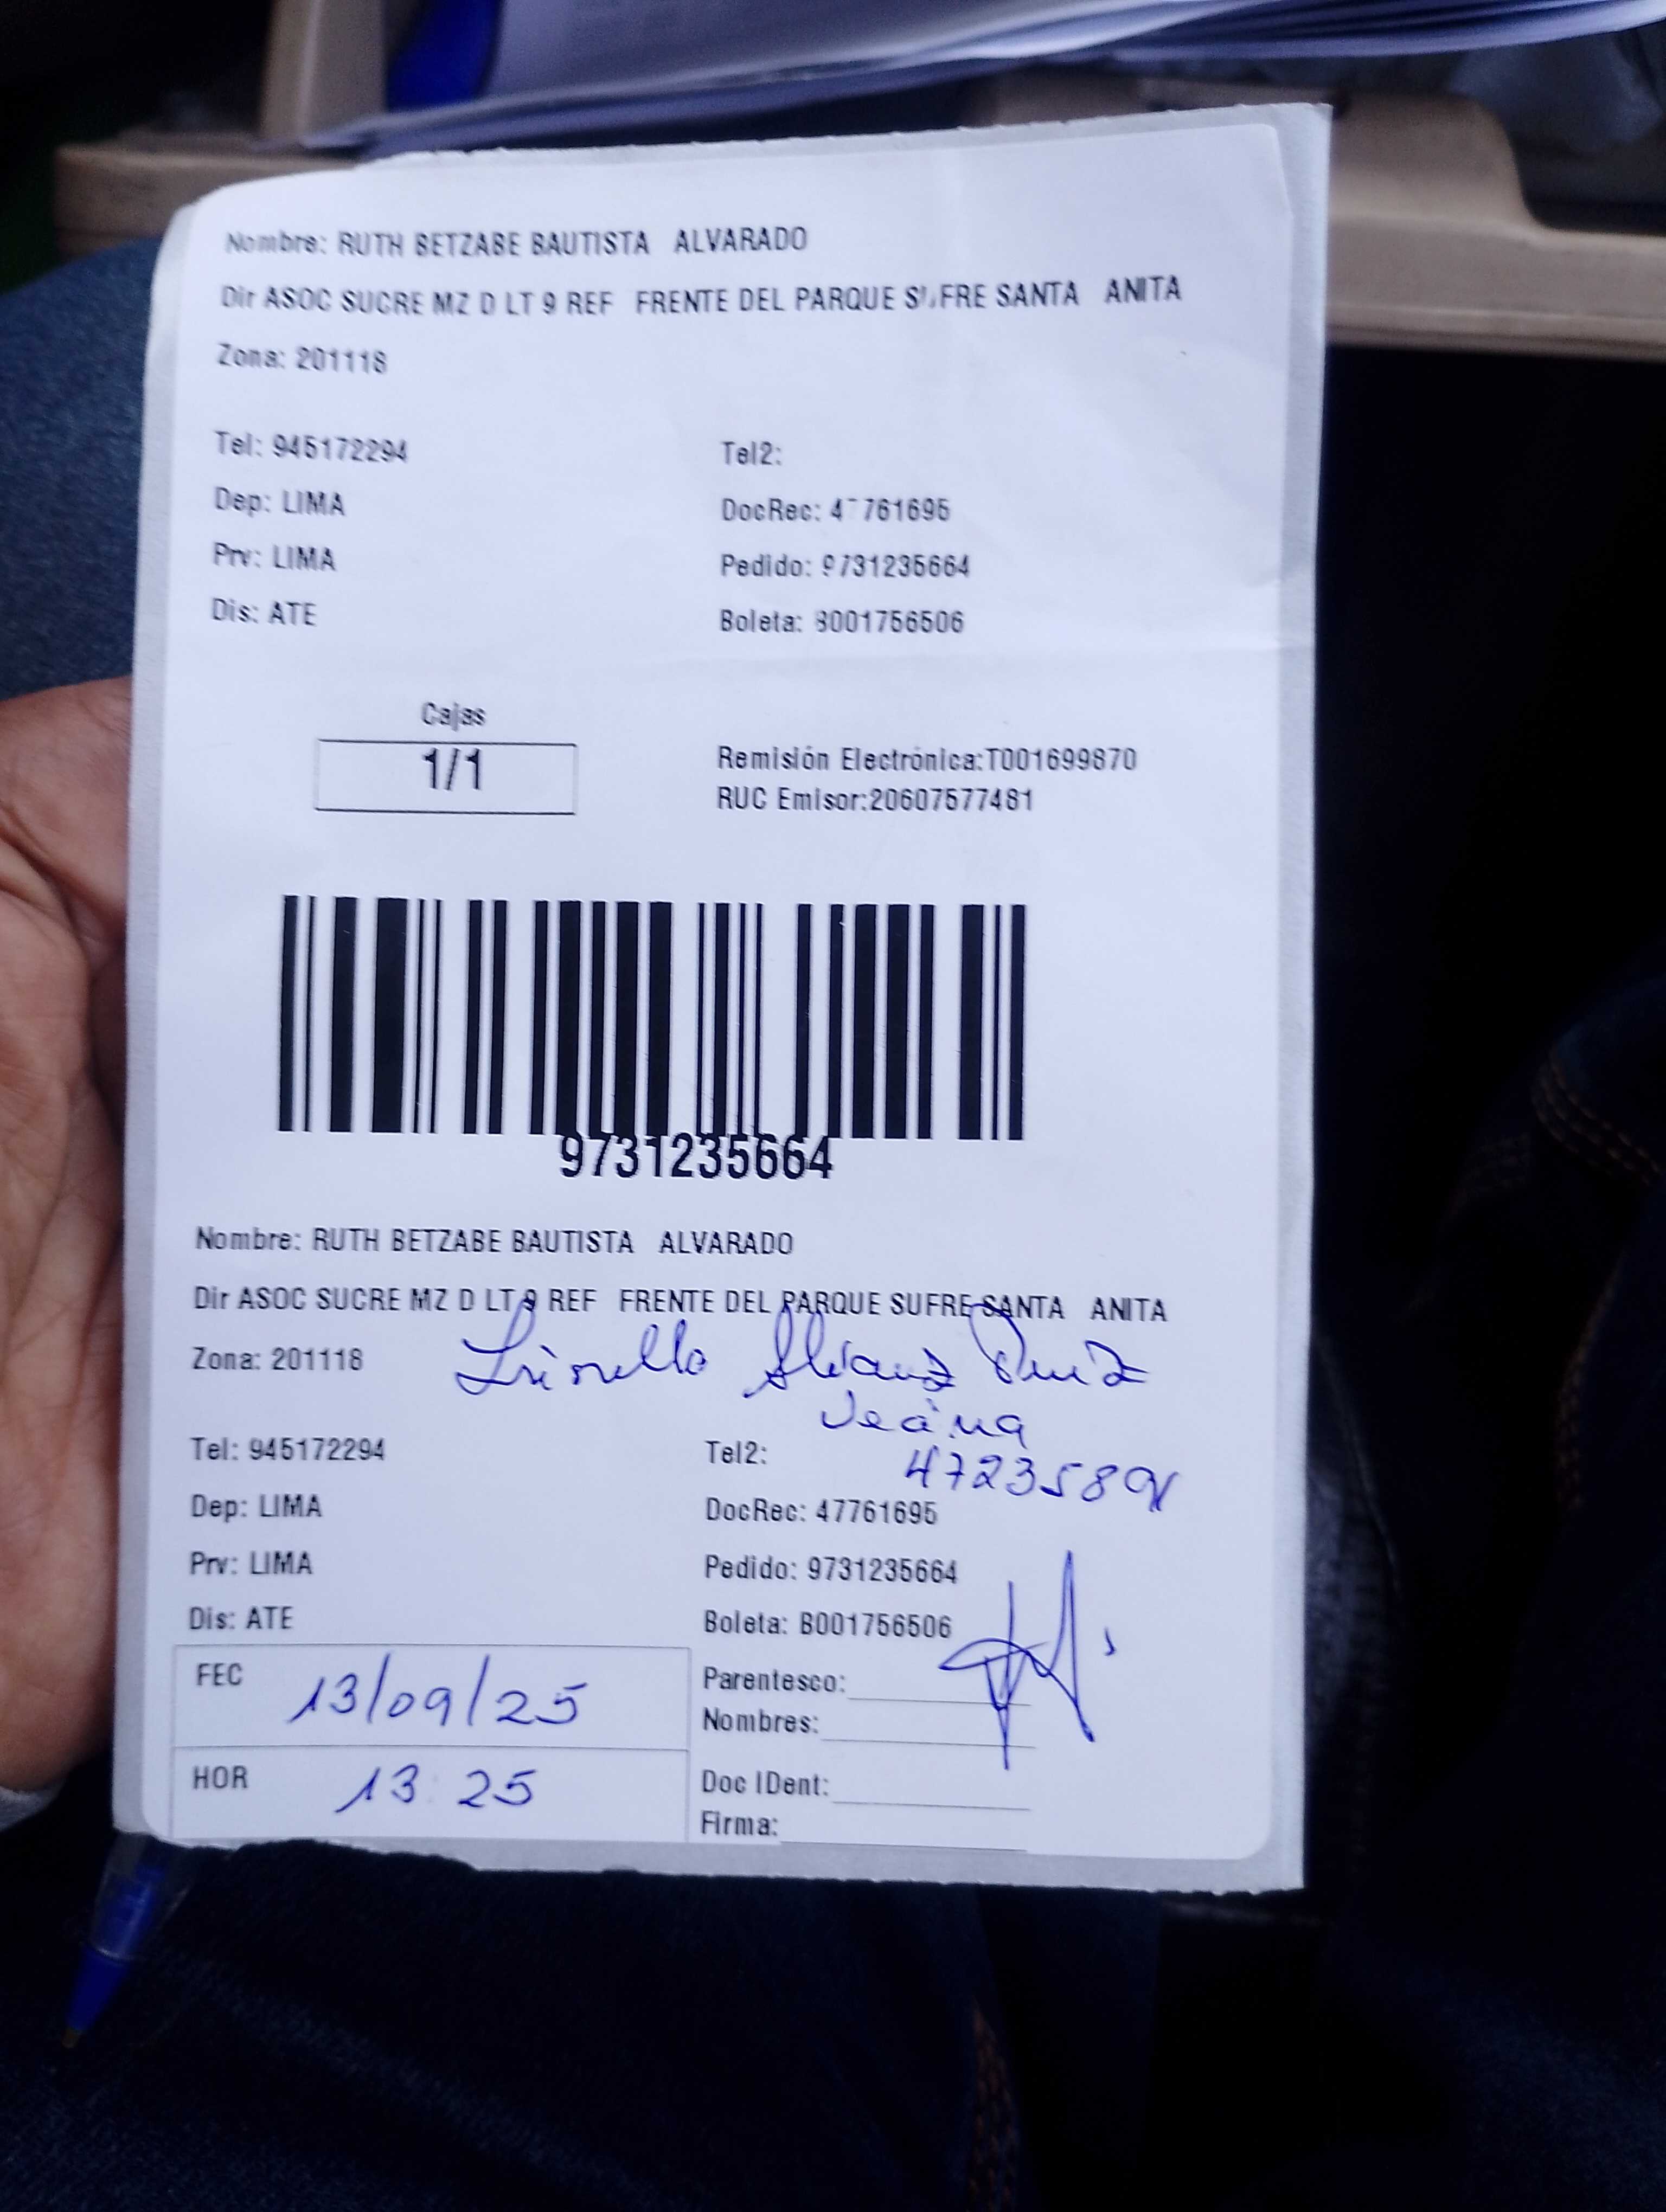 Nombre: RUTH BETZABE BAUTISTA ALVARADO
Dir ASOC SUCRE MZ D LT 9 REF FRENTE DEL PARQUE SANTA ANITA
Zona: 201118
Tel: 945172294
Tel2:
Dep: LIMA
DocRec:
Prv: LIMA
Pedido: 9731235664
Dis: ATE
Boleta: B001756506
Cajas
1/1
Remisión Electrónica:T001699870
RUC Emisor:20607577481
9731235664
Nombre: RUTH BETZABE BAUTISTA ALVARADO
Dir ASOC SUCRE MZ D LT 9 REF FRENTE DEL PARQUE SUFRE SANTA ANITA
Zona: 201118
Tel: 945172294
Tel2:
Dep: LIMA
DocRec: 47761695
Prv: LIMA
Pedido: 9731235664
Dis: ATE
Boleta: B001756506
FEC 13/09/25
Parentesco:
Nombres:
HOR 13:25
Doc IDent:
Firma: